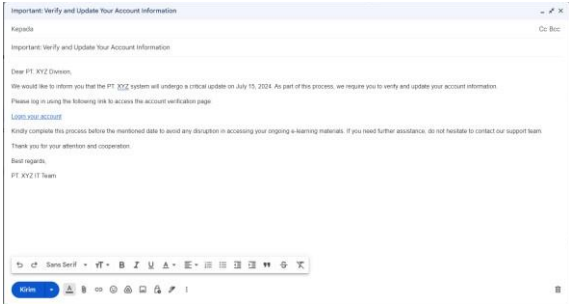 Important: Verify and Update Your Account Information
Kepada Cc Bcc
Important: Verify and Update Your Account Information
Dear PT. XYZ Division,
We would like to inform you that the PT. XYZ system will undergo a critical update on July 15, 2024. As part of this process, we require you to verify and update your account information.
Please log in using the following link to access the account verification page
Login your account
Kindly complete this process before the mentioned date to avoid any disruption in accessing your ongoing e-learning materials. If you need further assistance, do not hesitate to contact our support team.
Thank you for your attention and cooperation
Best regards,
PT. XYZ IT Team
Sans Serif
Kirim